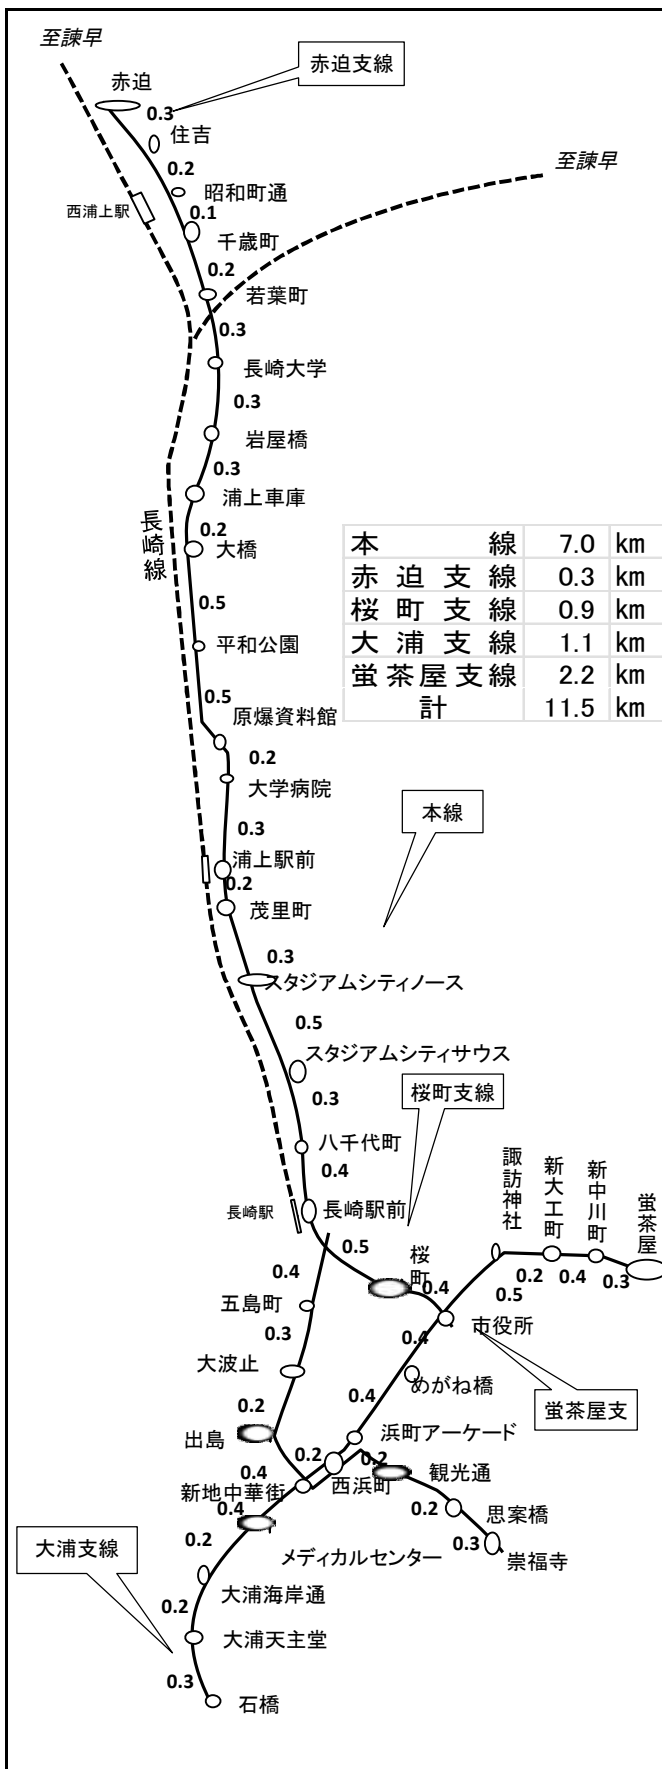 至諫早
赤迫
赤迫支線
0.3
住吉
0.2
至諫早
昭和町通
西浦上駅
0.1
千歳町
0.2
若葉町
0.3
長崎大学
0.3
岩屋橋
0.3
浦上車庫
長崎線
0.2
大橋
本線 7.0 km
赤迫支線 0.3 km
桜町支線 0.9 km
大浦支線 1.1 km
蛍茶屋支線 2.2 km
計 11.5 km
0.5
平和公園
0.5
原爆資料館
0.2
大学病院
本線
0.3
浦上駅前
0.2
茂里町
0.3
スタジアムシティノース
0.5
スタジアムシティサウス
0.3
桜町支線
八千代町
0.4
長崎駅
長崎駅前
諏訪神社
新大工町
新中川町
蛍茶屋
0.5
桜町
0.4
0.5
0.2
0.4
0.3
0.4
五島町
市役所
0.3
0.4
大波止
めがね橋
0.4
蛍茶屋支
0.2
出島
浜町アーケード
0.2
0.2
0.4
新地中華街
西浜町
観光通
0.4
0.2
思案橋
0.2
0.3
大浦支線
メディカルセンター
崇福寺
大浦海岸通
0.2
大浦天主堂
0.3
石橋